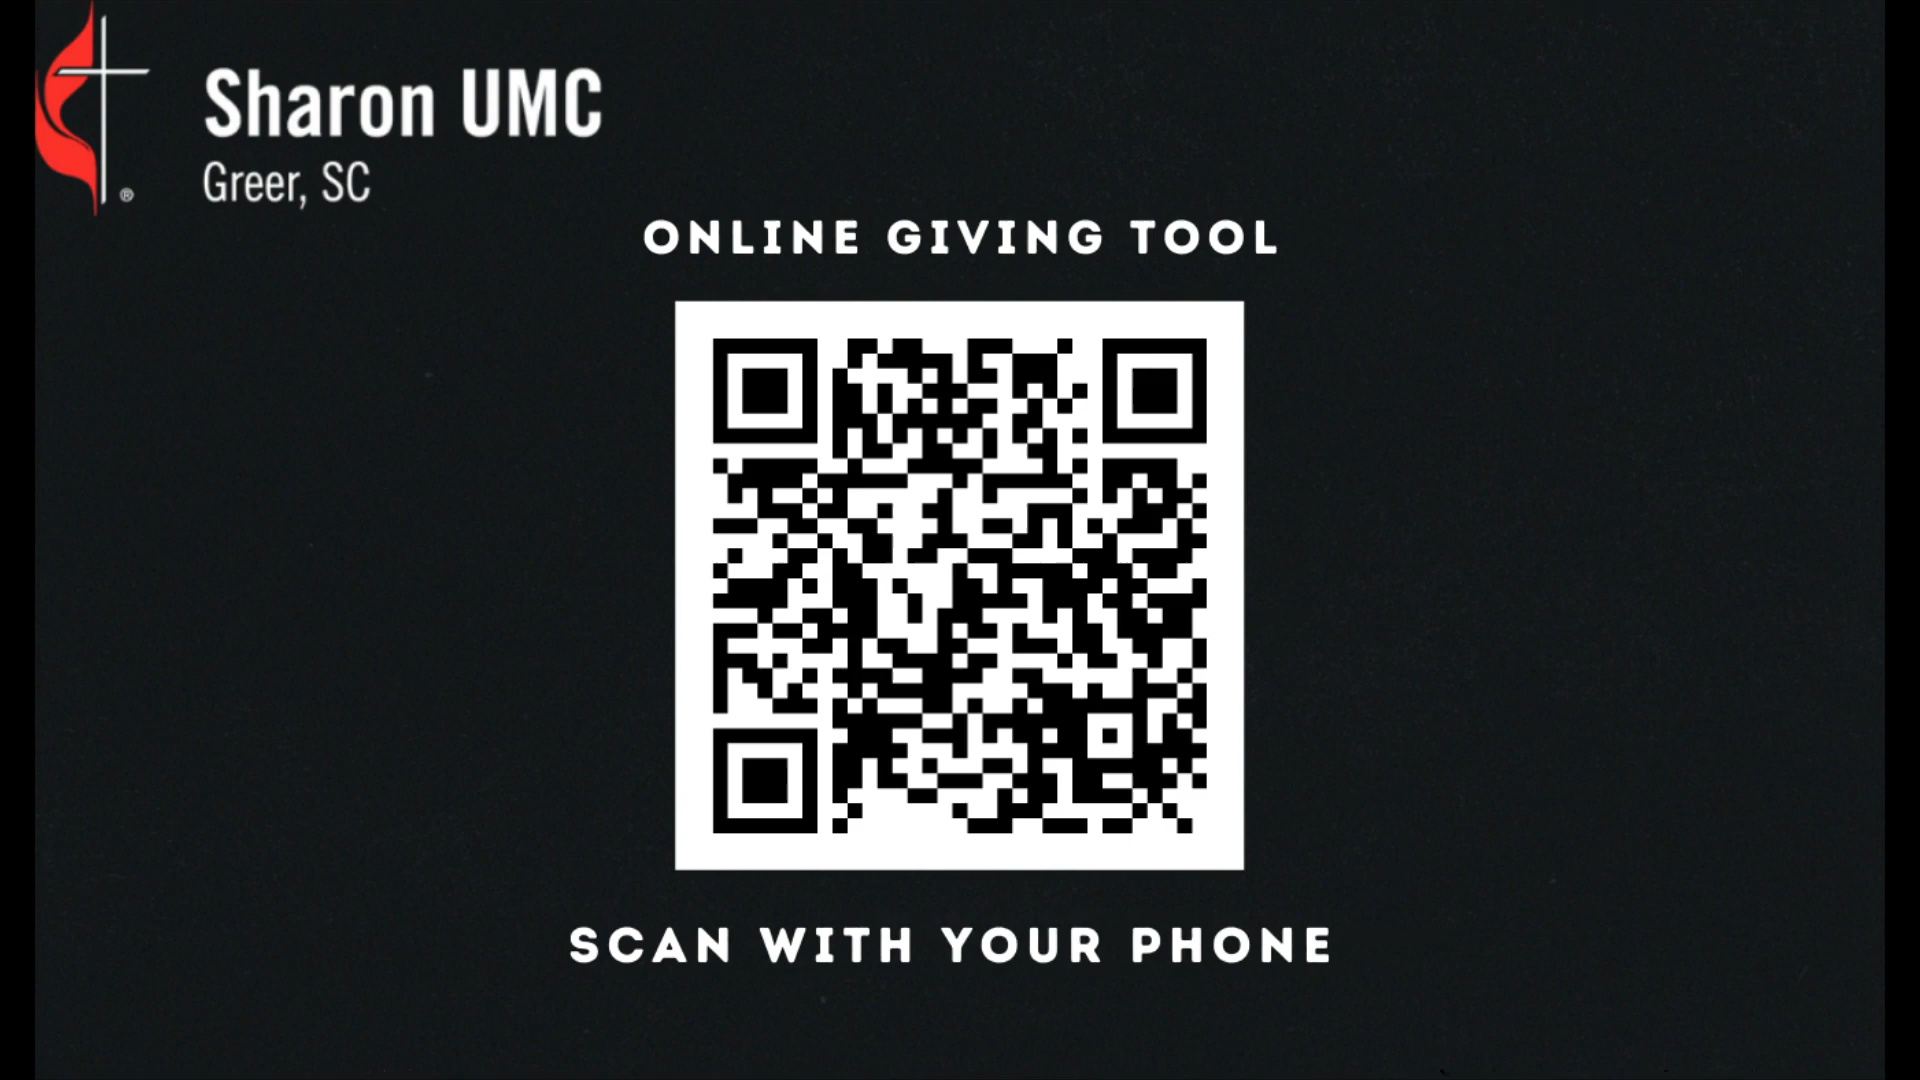 Sharon UMC
Greer, SC
®
ONLINE GIVING TOOL
SCAN WITH YOUR PHONE